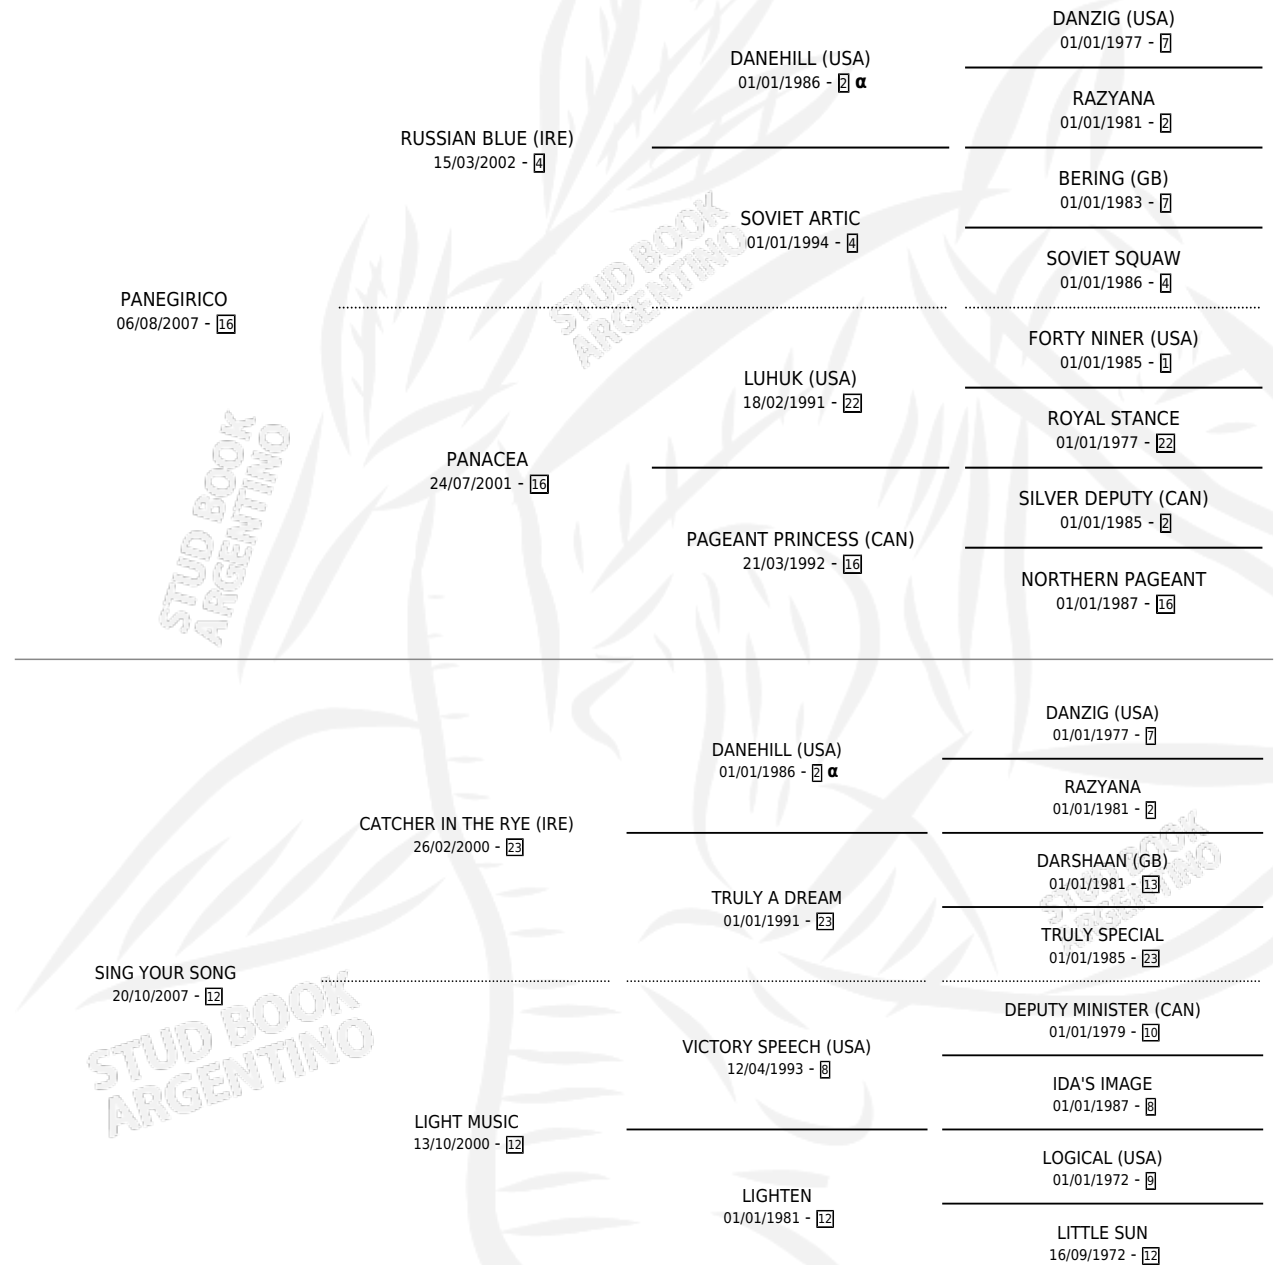 DANZIG (USA)
01/01/1977 - 7
DANEHILL (USA)
01/01/1986 - 2 α
RAZYANA
01/01/1981 - 2
RUSSIAN BLUE (IRE)
15/03/2002 - 4
BERING (GB)
01/01/1983 - 7
SOVIET ARTIC
01/01/1994 - 4
SOVIET SQUAW
01/01/1986 - 4
STUD BOOK
ARGENTINO
PANEGIRICO
06/08/2007 - 16
FORTY NINER (USA)
01/01/1985 - 1
LUHUK (USA)
18/02/1991 - 22
ROYAL STANCE
01/01/1977 - 22
PANACEA
24/07/2001 - 16
SILVER DEPUTY (CAN)
01/01/1985 - 2
PAGEANT PRINCESS (CAN)
21/03/1992 - 16
NORTHERN PAGEANT
01/01/1987 - 16
STUD BOOK
ARGENTINO
DANZIG (USA)
01/01/1977 - 7
DANEHILL (USA)
01/01/1986 - 2 α
RAZYANA
01/01/1981 - 2
CATCHER IN THE RYE (IRE)
26/02/2000 - 23
DARSHAAN (GB)
01/01/1981 - 13
TRULY A DREAM
01/01/1991 - 23
TRULY SPECIAL
01/01/1985 - 23
STUD BOOK
ARGENTINO
SING YOUR SONG
20/10/2007 - 12
DEPUTY MINISTER (CAN)
01/01/1979 - 10
VICTORY SPEECH (USA)
12/04/1993 - 8
IDA'S IMAGE
01/01/1987 - 8
STUD BOOK
ARGENTINO
LIGHT MUSIC
13/10/2000 - 12
LOGICAL (USA)
01/01/1972 - 9
LIGHTEN
01/01/1981 - 12
LITTLE SUN
16/09/1972 - 12